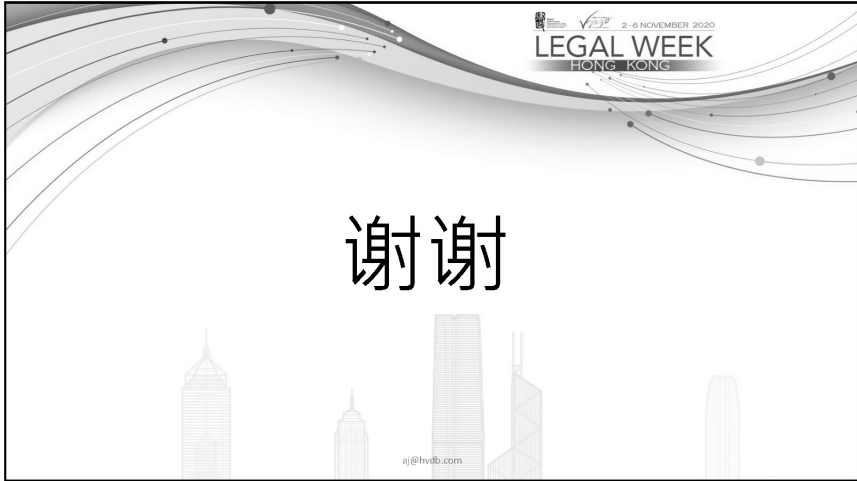 2 - 6 NOVEMBER 2020
LEGAL WEEK
HONG KONG
谢谢
aj@hvdb.com